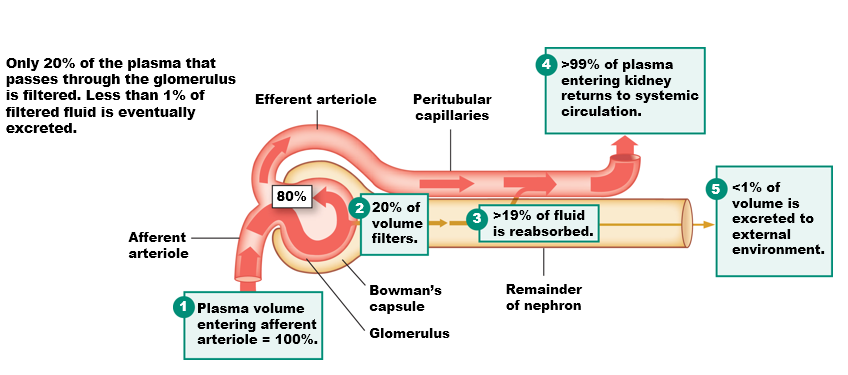 Only 20% of the plasma that
passes through the glomerulus
is filtered. Less than 1% of
filtered fluid is eventually
excreted.
Efferent arteriole
Peritubular
capillaries
4 >99% of plasma
entering kidney
returns to systemic
circulation.
80%
2 20% of
volume
filters.
3 >19% of fluid
is reabsorbed.
5 <1% of
volume is
excreted to
external
environment.
Afferent
arteriole
Bowman’s
capsule
Glomerulus
Remainder
of nephron
1 Plasma volume
entering afferent
arteriole = 100%.